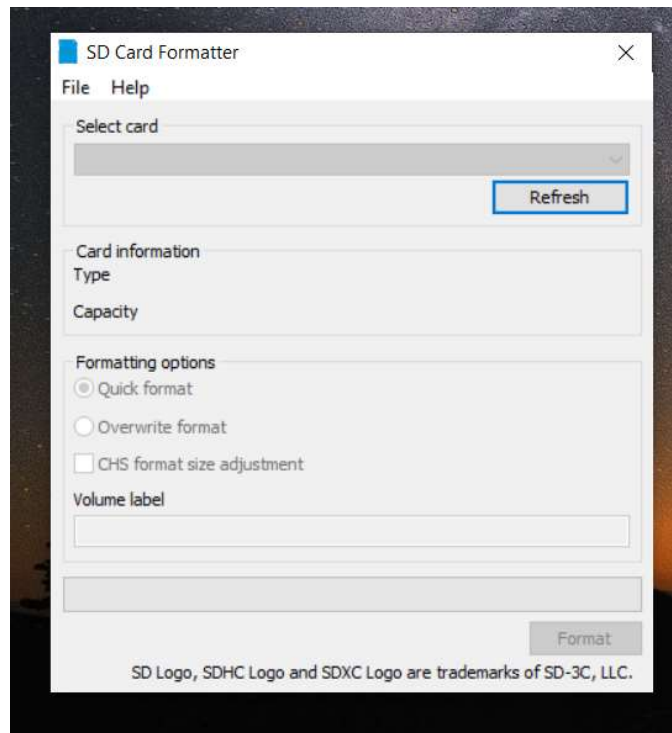 SD Card Formatter
File Help
Select card
Refresh
Card information
Type
Capacity
Formatting options
Quick format
Overwrite format
CHS format size adjustment
Volume label
Format
SD Logo, SDHC Logo and SDXC Logo are trademarks of SD-3C, LLC.